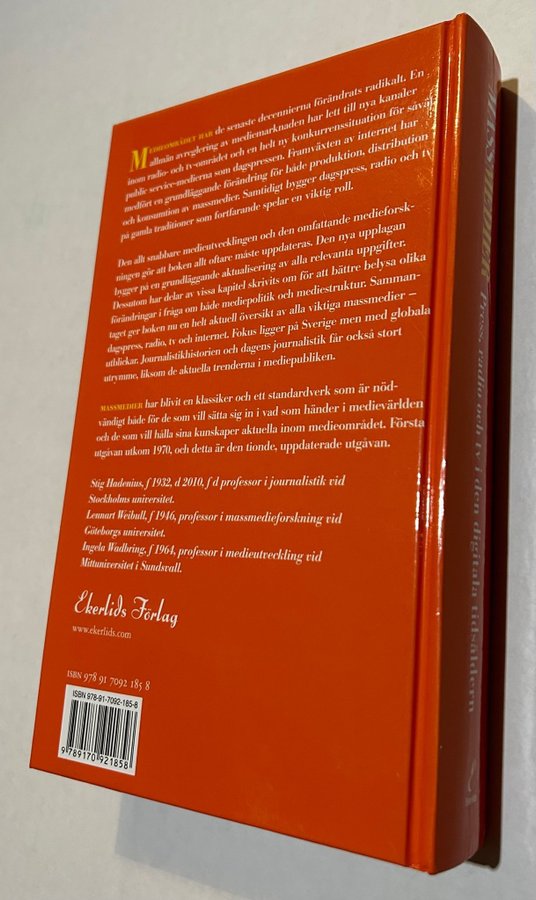 MEDIEOMRÅDET HAR de senaste decennierna förändrats radikalt. En
allmän avreglering av mediemarknaden har lett till nya kanaler
inom radio- och tv-området och en helt ny konkurrenssituation för såväl
public service-medierna som dagspressen. Framväxten av internet har
medfört en grundläggande förändring för både produktion, distribution
och konsumtion av massmedier. Samtidigt bygger dagspress, radio och tv
på gamla traditioner som fortfarande spelar en viktig roll.
Den allt snabbare medieutvecklingen och den omfattande medieforsk-
ningen gör att boken allt oftare måste uppdateras. Den nya upplagan
bygger på en grundläggande aktualisering av alla relevanta uppgifter.
Dessutom har delar av vissa kapitel skrivits om för att bättre belysa olika
förändringar i fråga om både mediepolitik och mediestruktur. Samman-
taget ger boken nu en helt aktuell översikt av alla viktiga massmedier –
dagspress, radio, tv och internet. Fokus ligger på Sverige men med globala
utblickar. Journalistikhistorien och dagens journalistik får också stort
utrymme, liksom de aktuella trenderna i mediepubliken.
MASSMEDIER har blivit en klassiker och ett standardverk som är nöd-
vändigt både för de som vill sätta sig in i vad som händer i medievärlden
och de som vill hålla sina kunskaper aktuella inom medieområdet. Första
utgåvan utkom 1970, och detta är den tionde, uppdaterade utgåvan.
Stig Hadenius, f 1932, d 2010, f d professor i journalistik vid
Stockholms universitet.
Lennart Weibull, f 1946, professor i massmedieforskning vid
Göteborgs universitet.
Ingela Wadbring, f 1964, professor i medieutveckling vid
Mittuniversitet i Sundsvall.
Ekerlids Förlag
www.ekerlids.com
ISBN 978 91 7092 185 8
ISBN 978-91-7092-185-8
9789170921858
MASSMEDIER
Press, radio och tv i den digitala tidsåldern